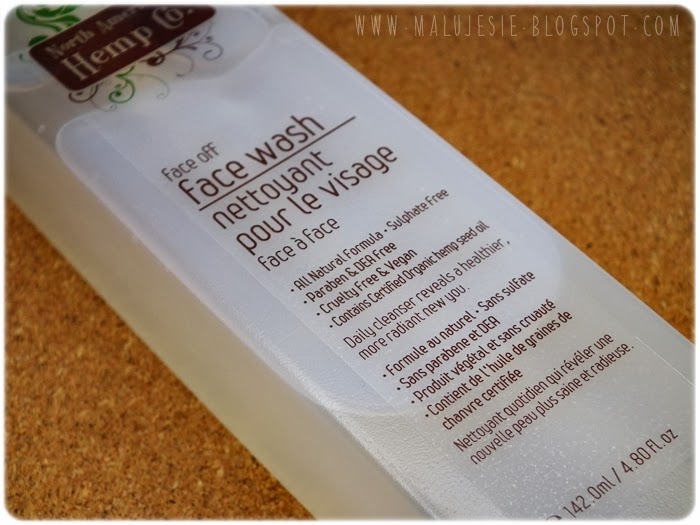 WWW·MALUJESIE·BLOGSPOT·COM
North American
Hemp Co.
Face off
Face wash
nettoyant
pour le visage
Face à Face
• All Natural Formula • Sulphate Free
• Paraben & DEA Free
• Cruelty Free & Vegan
• Contains Certified Organic hemp seed oil
Daily cleanser reveals a healthier,
more radiant new you.
• Formule au naturel • Sans sulfate
• Sans parabene et DEA
• Produit végétal et sans cruauté
• Contient de l'huile de graines de
chanvre certifiée
Nettoyant quotidien qui révéler une
nouvelle peau plus saine et radieuse.
142.0ml / 4.80 fl.oz